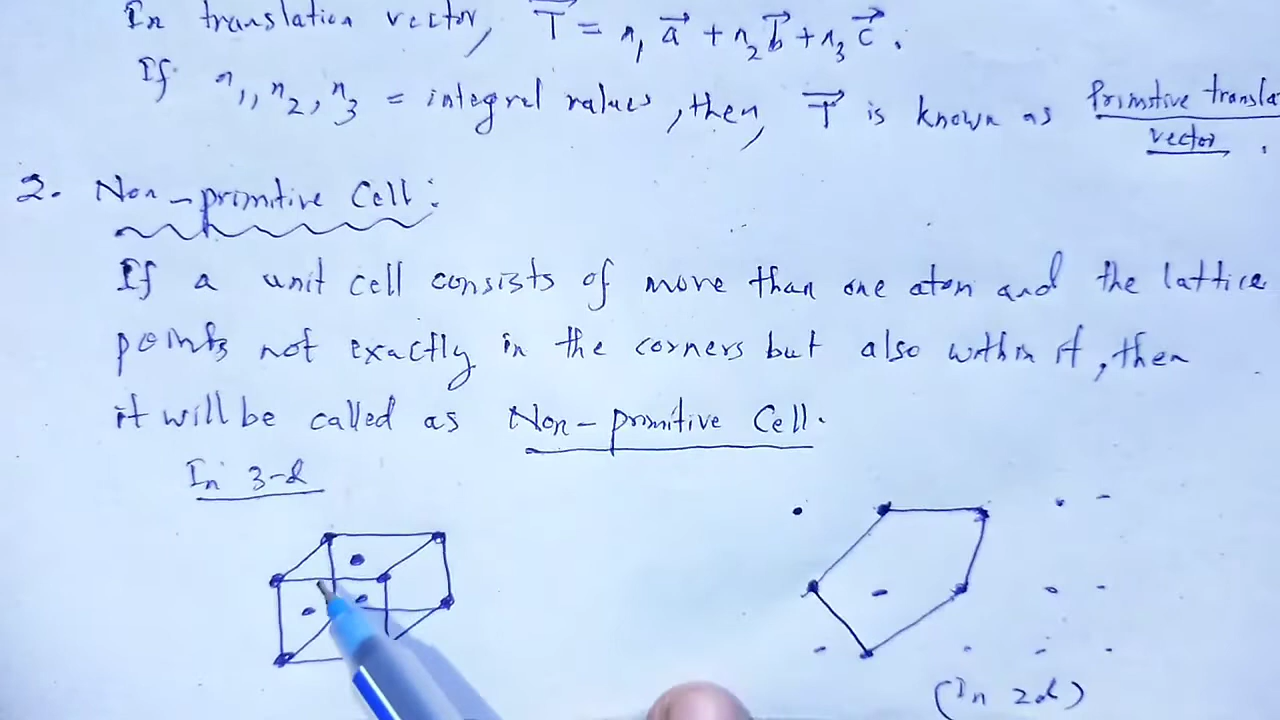 In translation vector, T = n₁ a + n₂ b + n₃ c .
If n₁, n₂, n₃ = integral values, then, T is known as Primitive transla
vector .
2. Non-primitive Cell:
If a unit cell consists of more than one atom and the lattice
points not exactly in the corners but also within it, then
it will be called as Non-primitive Cell.
In 3-d
(In 2d)